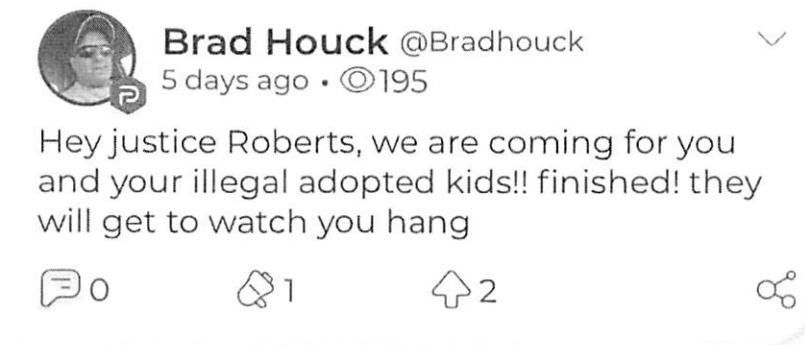 Brad Houck @Bradhouck
5 days ago • 195
Hey justice Roberts, we are coming for you
and your illegal adopted kids!! finished! they
will get to watch you hang
0 1 2